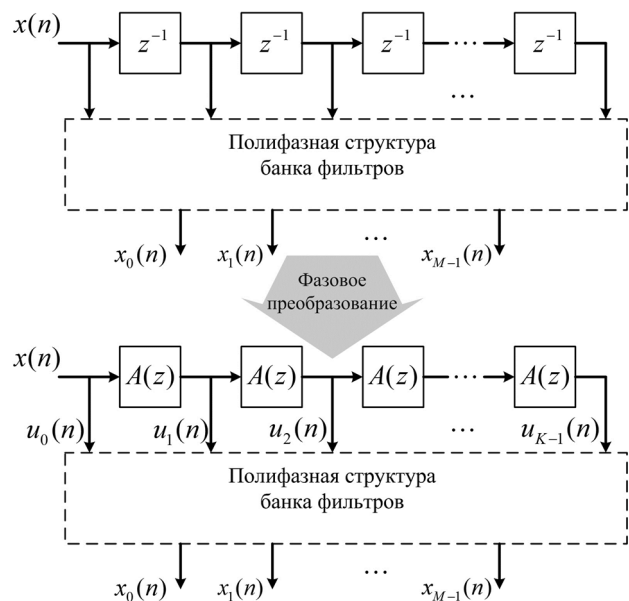 x(n)
z⁻¹ z⁻¹ z⁻¹ … z⁻¹
…
Полифазная структура
банка фильтров
x₀(n) x₁(n) … x_{M−1}(n)
Фазовое
преобразование
x(n)
A(z) A(z) A(z) … A(z)
u₀(n) u₁(n) u₂(n) … u_{K−1}(n)
Полифазная структура
банка фильтров
x₀(n) x₁(n) … x_{M−1}(n)